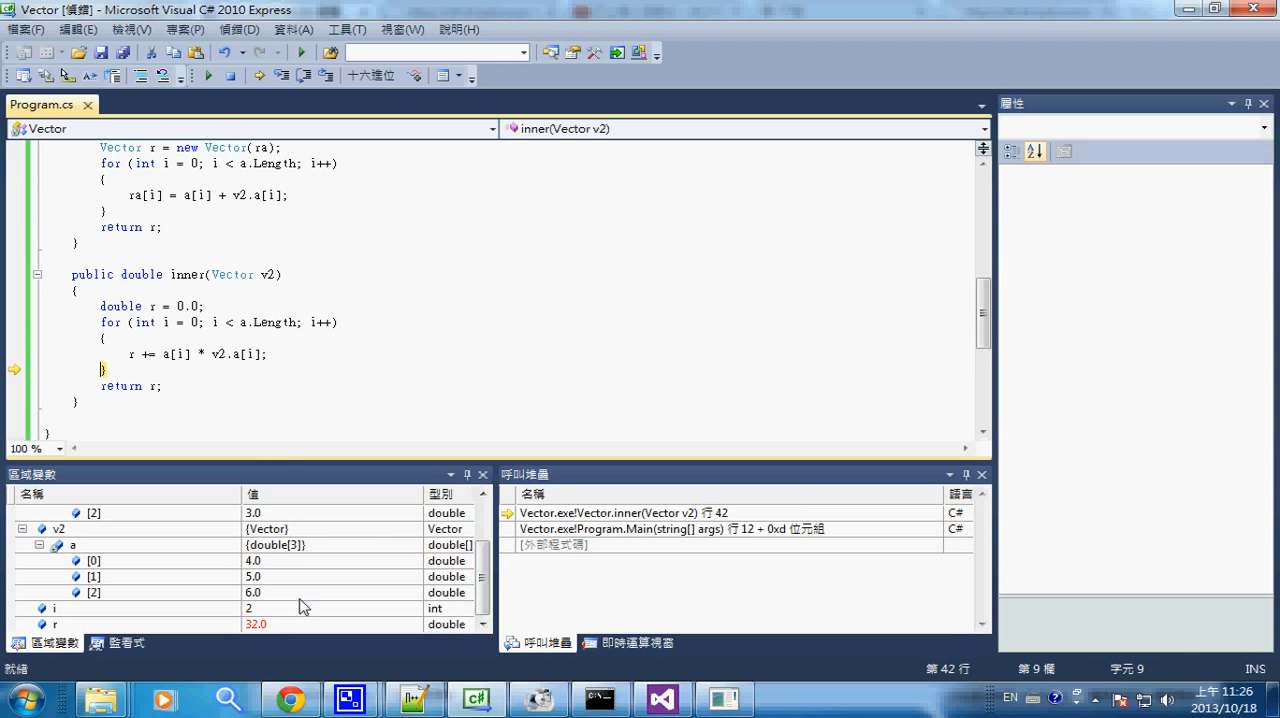 Vector [偵錯] - Microsoft Visual C# 2010 Express
檔案(F) 編輯(E) 檢視(V) 專案(P) 偵錯(D) 資料(A) 工具(T) 視窗(W) 說明(H)
十六進位
Program.cs
屬性
Vector
inner(Vector v2)
Vector r = new Vector(ra);
for (int i = 0; i < a.Length; i++)
{
ra[i] = a[i] + v2.a[i];
}
return r;
}
public double inner(Vector v2)
{
double r = 0.0;
for (int i = 0; i < a.Length; i++)
{
r += a[i] * v2.a[i];
}
return r;
}
}
100 %
區域變數
名稱 值 型別
[2] 3.0 double
v2 {Vector} Vector
a {double[3]} double[]
[0] 4.0 double
[1] 5.0 double
[2] 6.0 double
i 2 int
r 32.0 double
區域變數 監看式
呼叫堆疊
名稱 語言
Vector.exe!Vector.inner(Vector v2) 行 42 C#
Vector.exe!Program.Main(string[] args) 行 12 + 0xd 位元組 C#
[外部程式碼]
呼叫堆疊 即時運算視窗
就緒 第 42 行 第 9 欄 字元 9 INS
EN
上午 11:26
2013/10/18